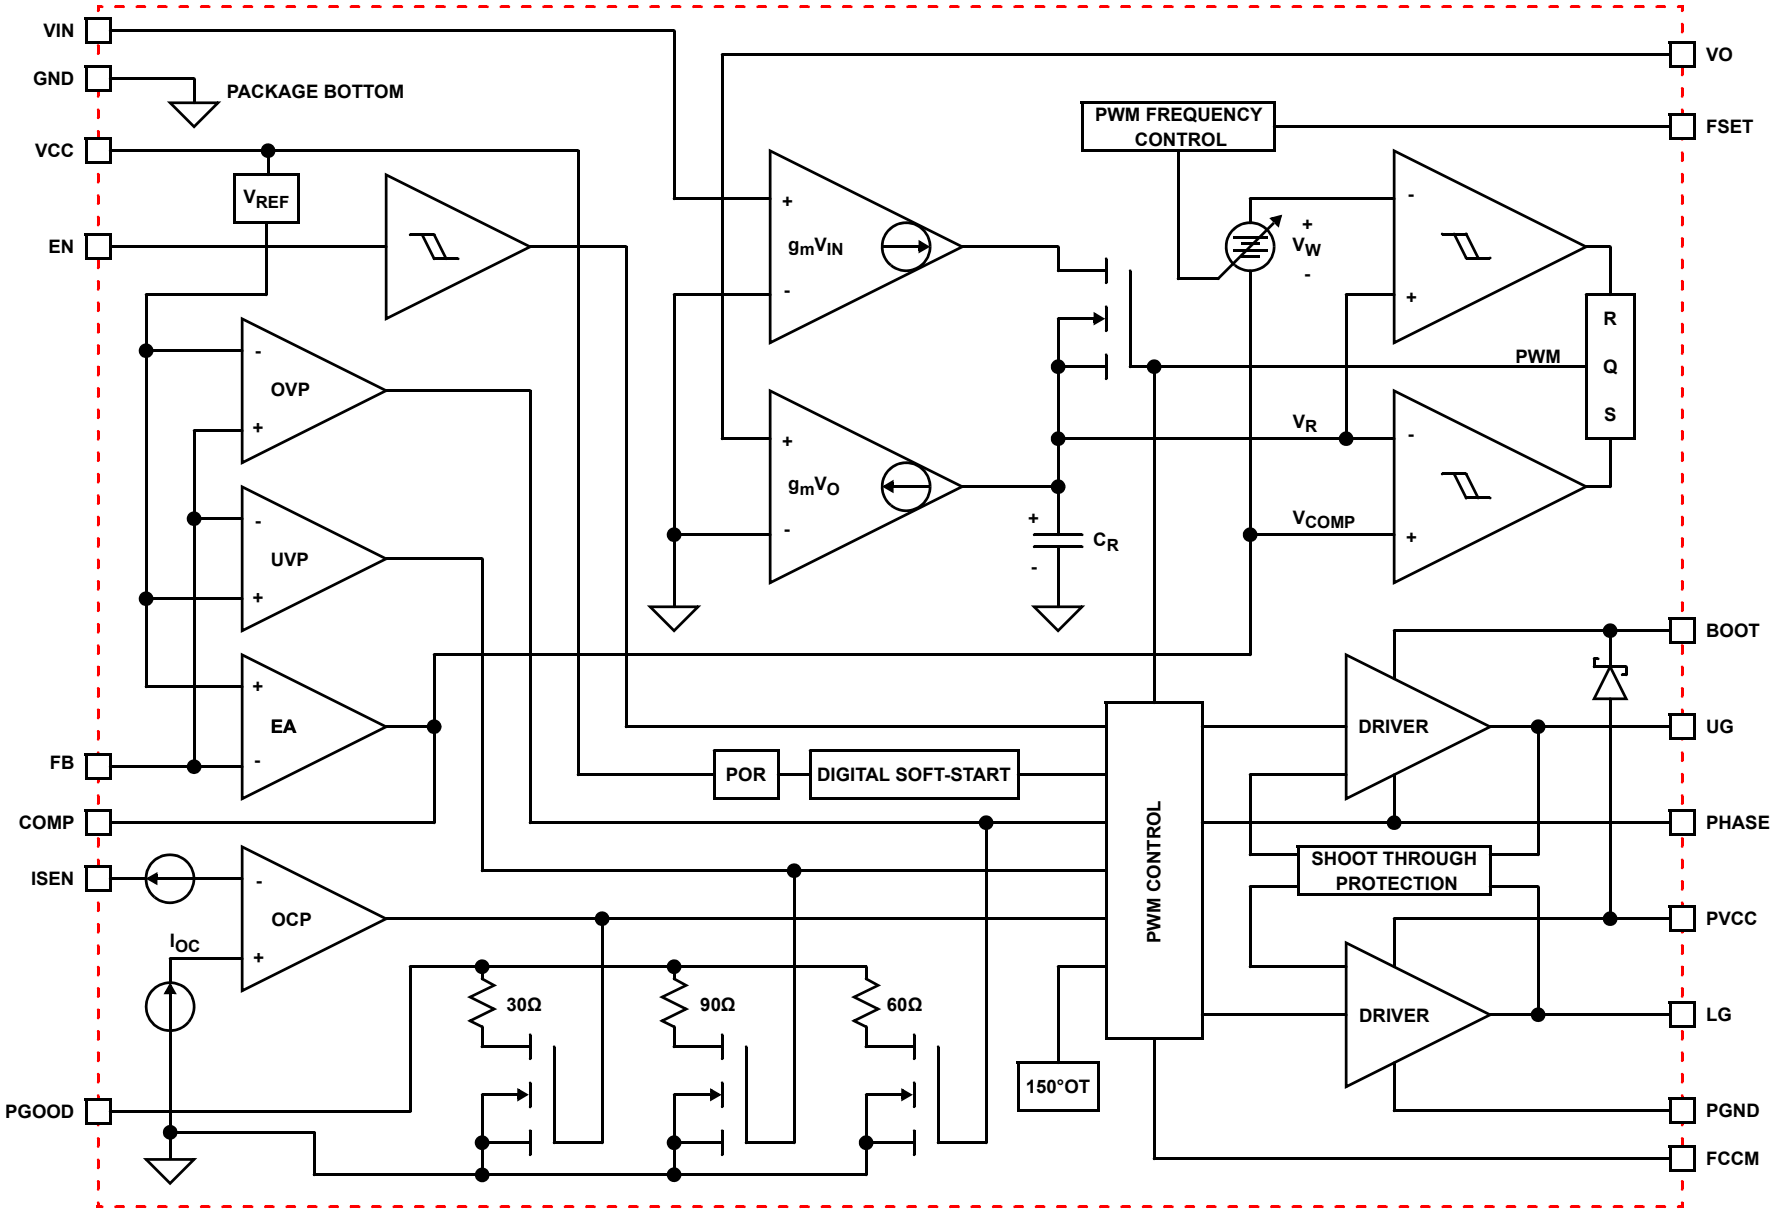 VIN
GND
PACKAGE BOTTOM
VCC
VREF
EN
- OVP +
- UVP +
+ EA -
FB
COMP
ISEN
- OCP +
IOC
PGOOD
30Ω
90Ω
60Ω
+ gmVIN -
+ gmVO -
+ CR -
PWM FREQUENCY
CONTROL
+
VW
-
- +
- +
R
Q
S
PWM
VR
VCOMP
POR
DIGITAL SOFT-START
PWM CONTROL
150°OT
DRIVER
SHOOT THROUGH
PROTECTION
DRIVER
VO
FSET
BOOT
UG
PHASE
PVCC
LG
PGND
FCCM